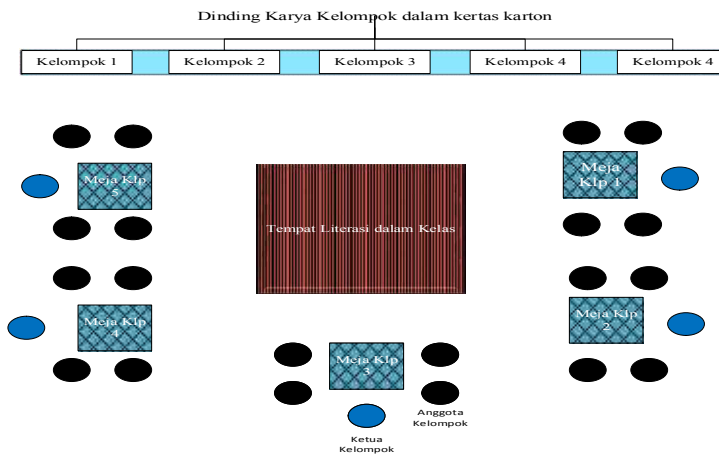 Dinding Karya Kelompok dalam kertas karton
Kelompok 1
Kelompok 2
Kelompok 3
Kelompok 4
Kelompok 4
Meja Klp
5
Meja
Klp 1
Tempat Literasi dalam Kelas
Meja Klp
4
Meja Klp
2
Meja Klp
3
Anggota
Kelompok
Ketua
Kelompok